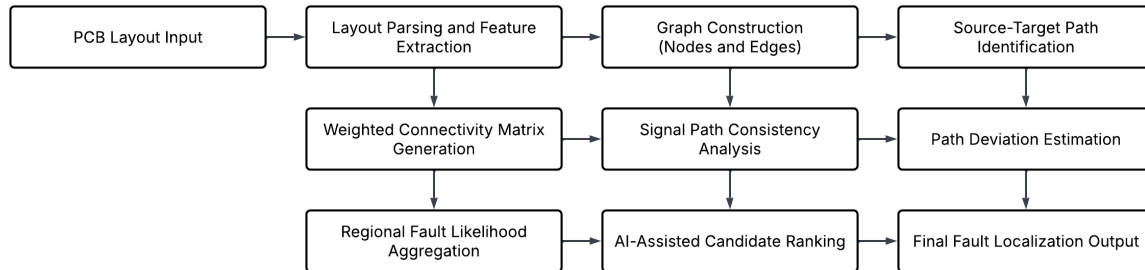 PCB Layout Input
Layout Parsing and Feature
Extraction
Graph Construction
(Nodes and Edges)
Source-Target Path
Identification
Weighted Connectivity Matrix
Generation
Signal Path Consistency
Analysis
Path Deviation Estimation
Regional Fault Likelihood
Aggregation
AI-Assisted Candidate Ranking
Final Fault Localization Output